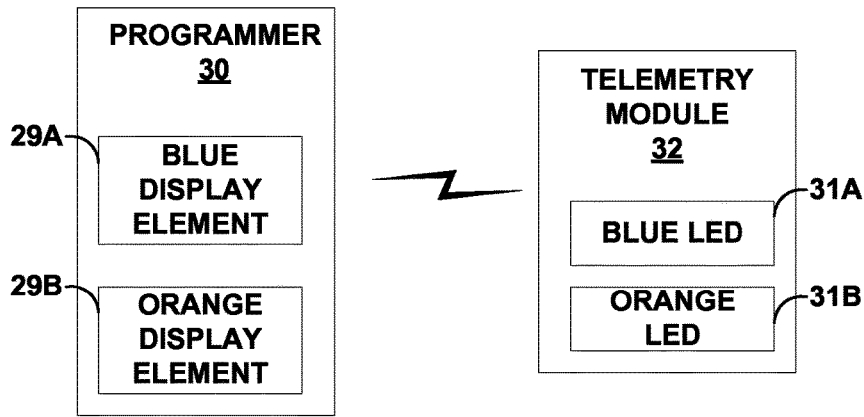 PROGRAMMER
30
29A
BLUE
DISPLAY
ELEMENT
29B
ORANGE
DISPLAY
ELEMENT
TELEMETRY
MODULE
32
31A
BLUE LED
31B
ORANGE
LED